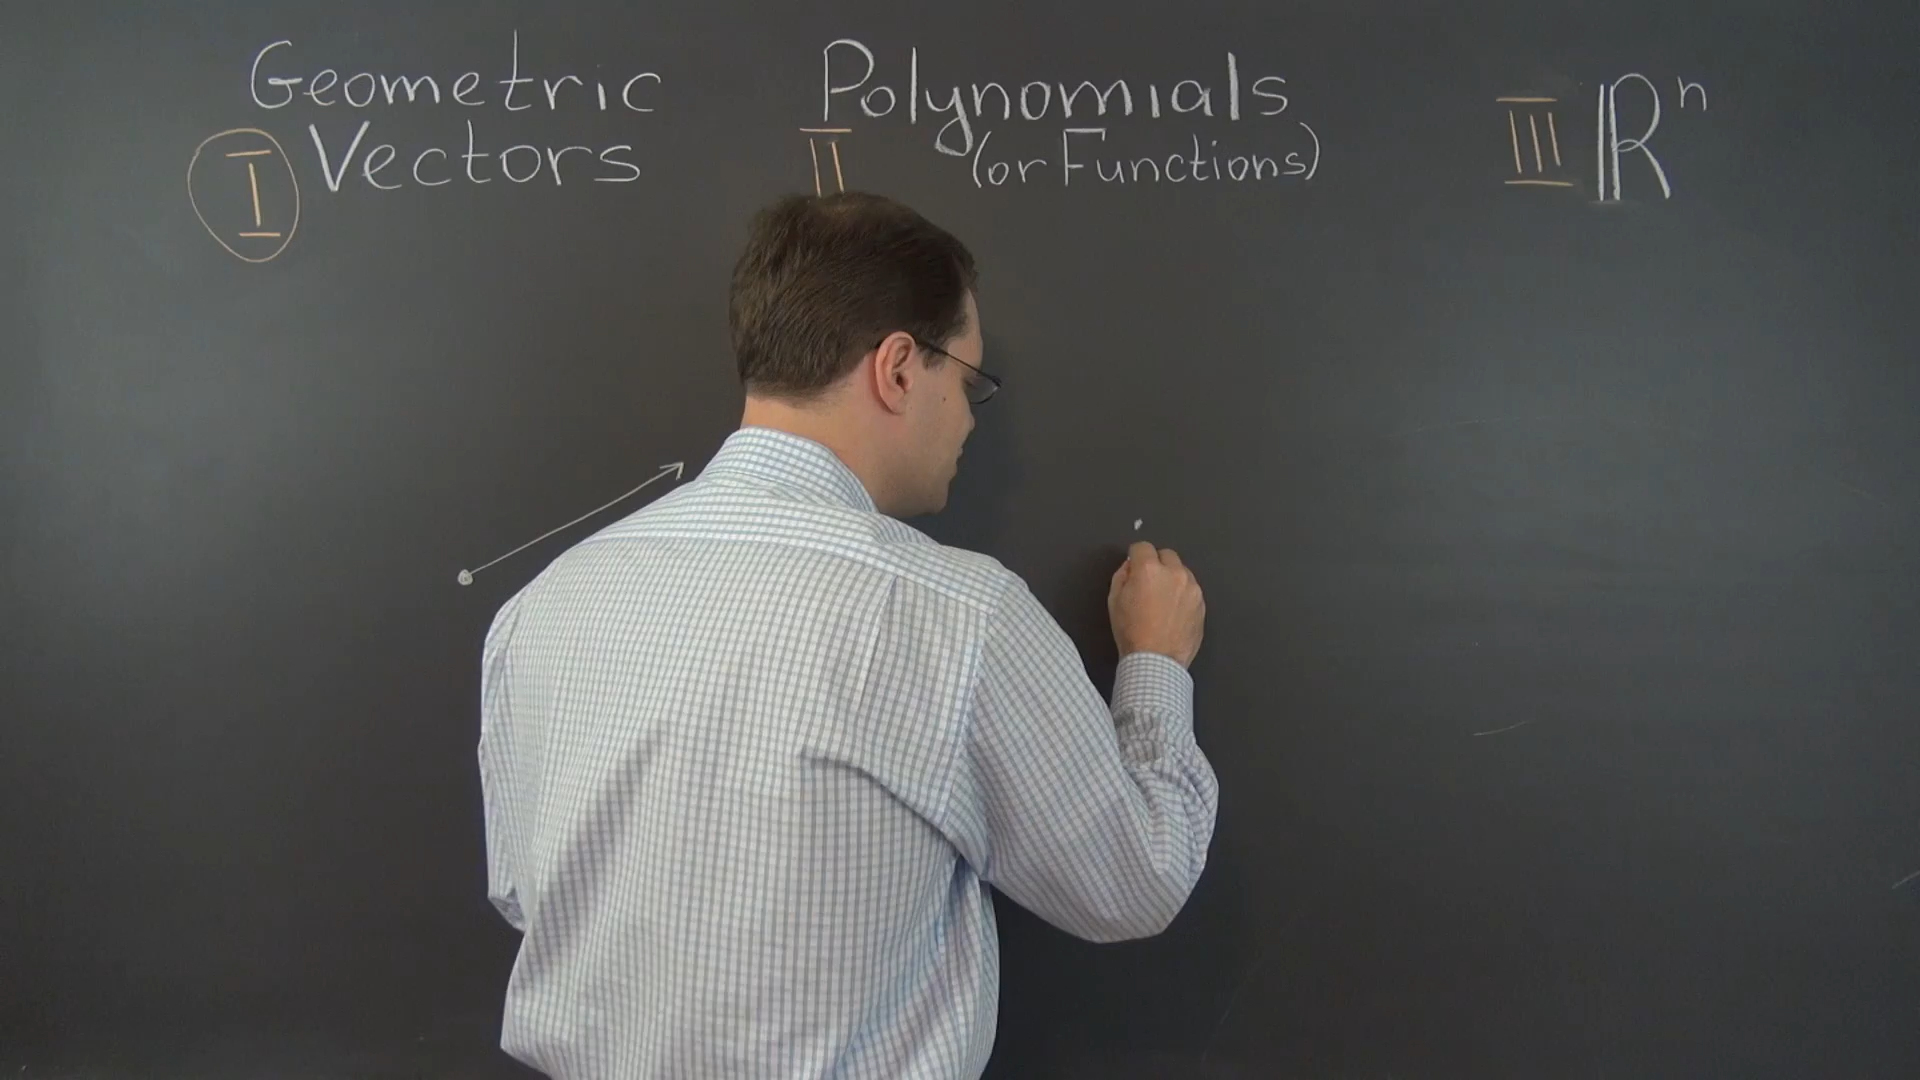 Geometric
I Vectors
Polynomials
II (or Functions)
III ℝⁿ